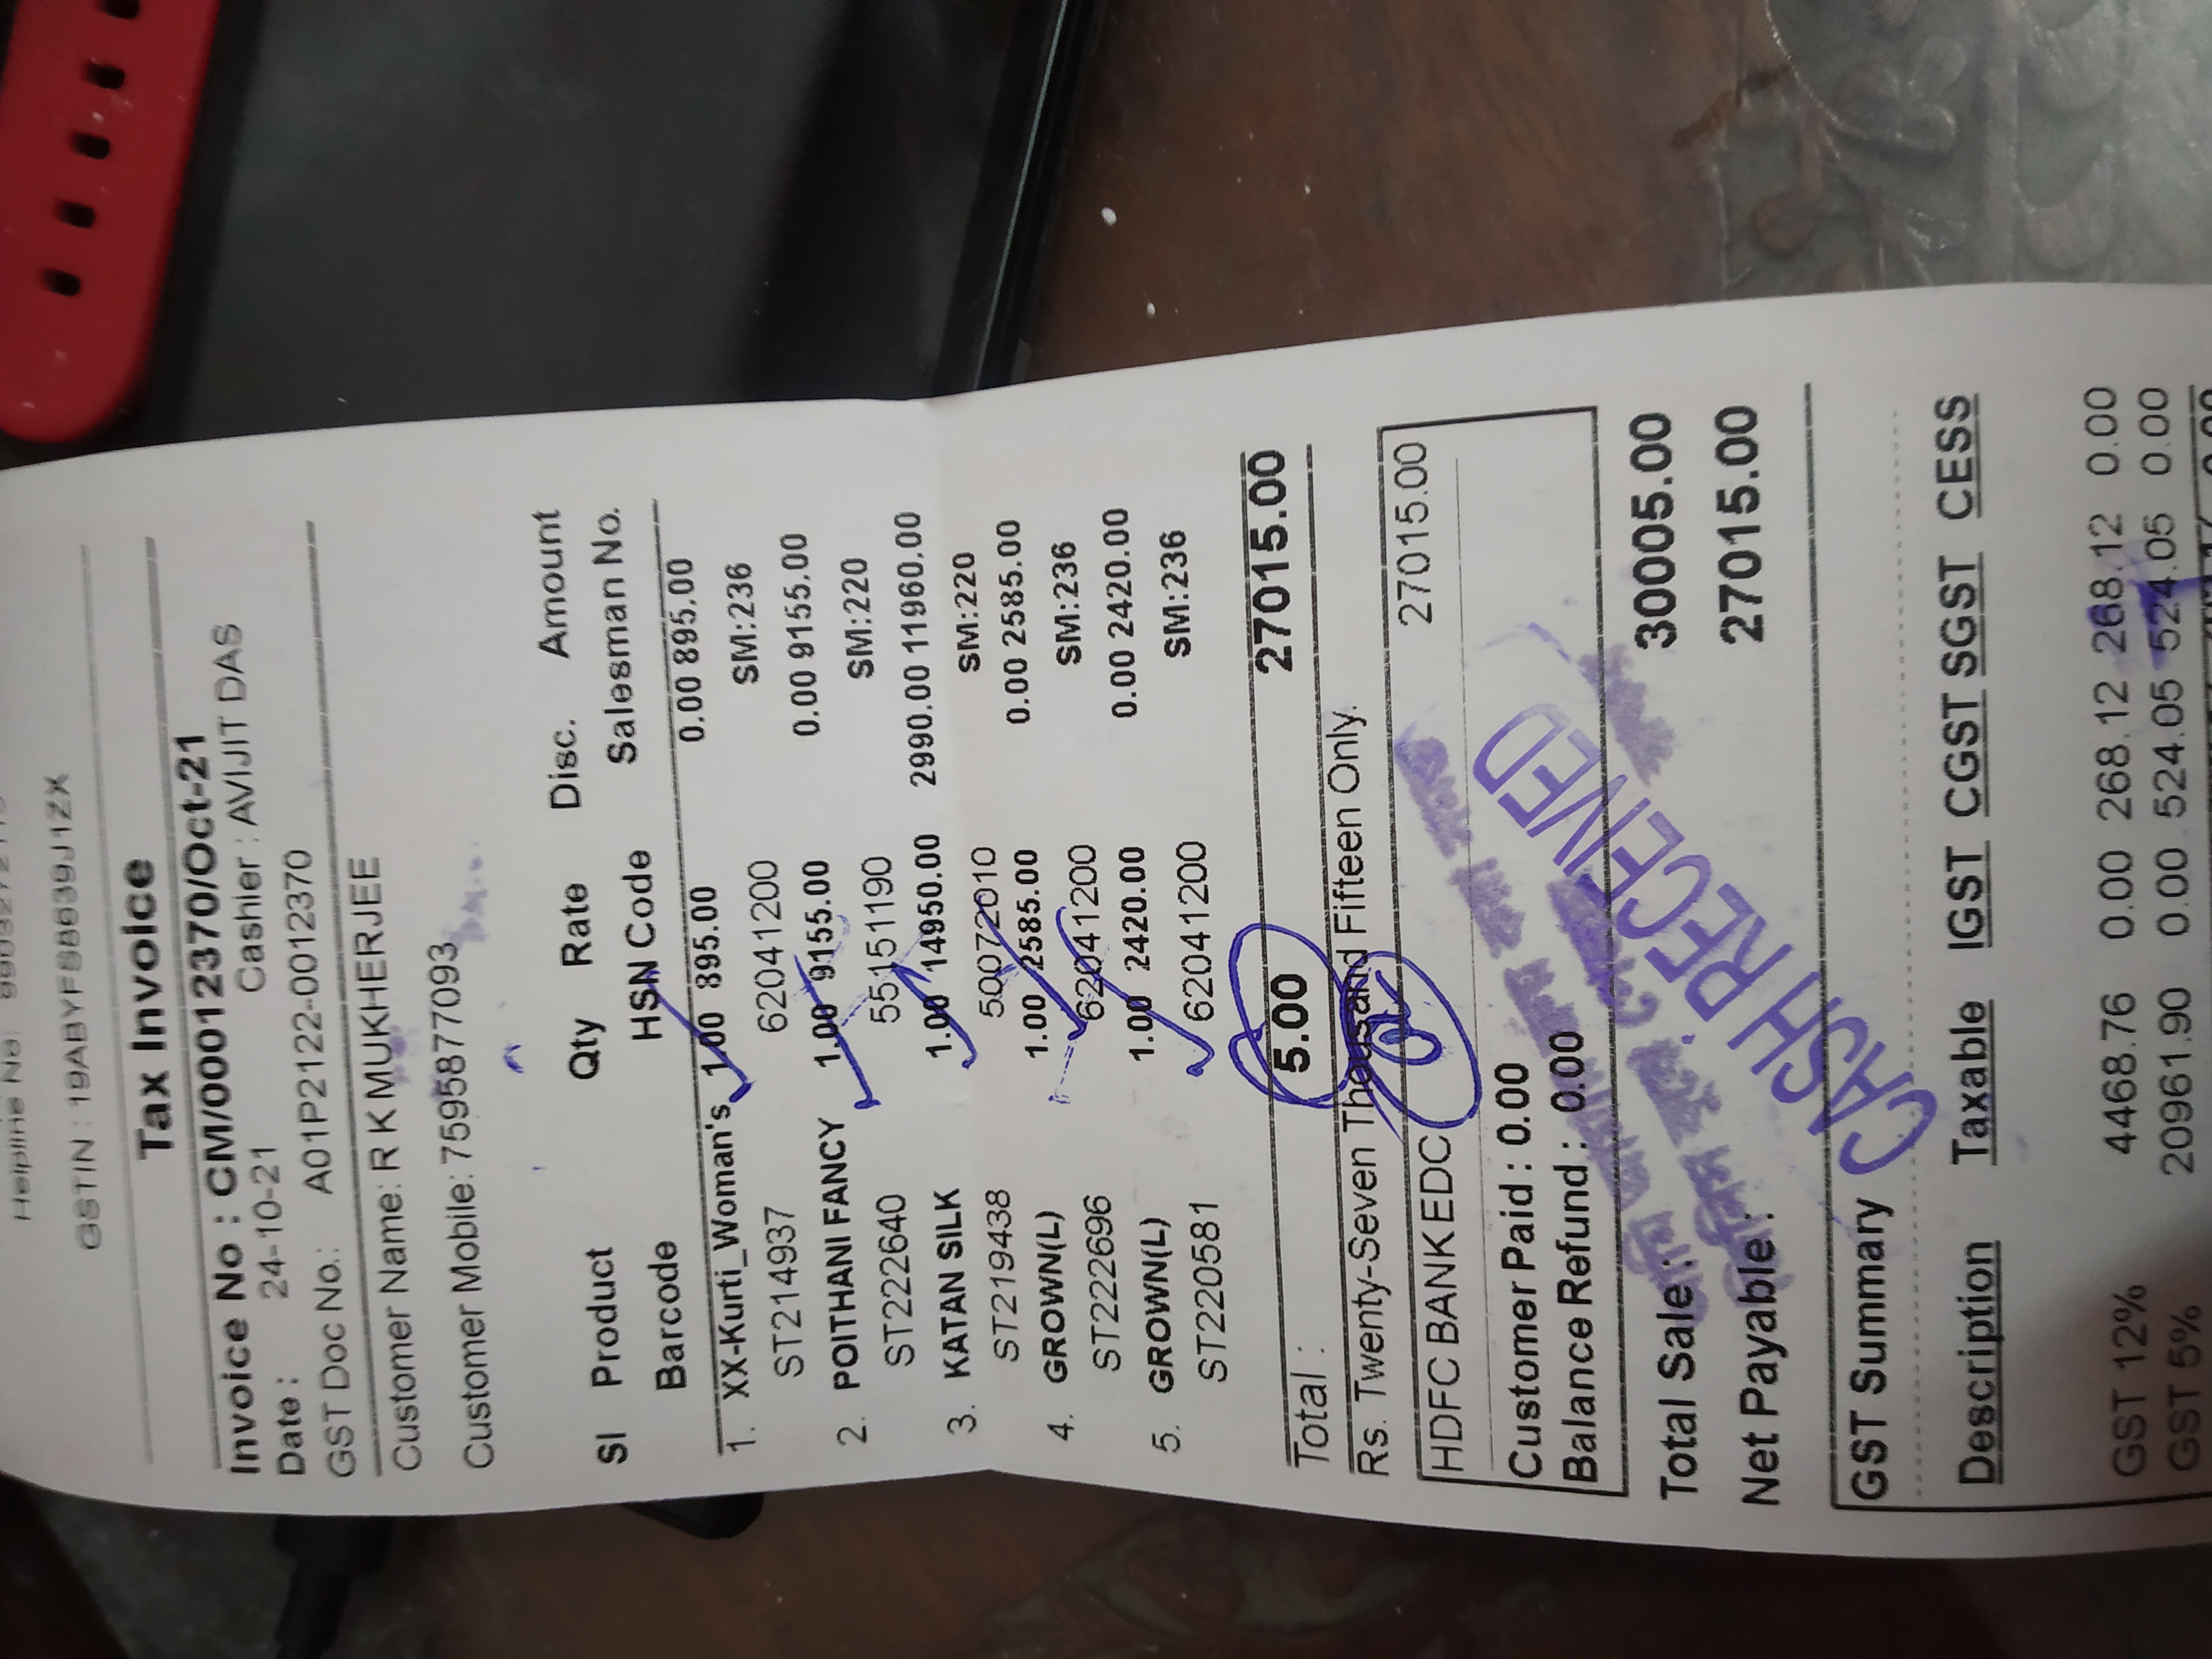 Helpline No:
GSTIN : 19ABYFS8639J1ZX
Tax Invoice
Invoice No : CM/00012370/Oct-21
Date : 24-10-21 Cashier : AVIJIT DAS
GST Doc No.: A01P2122-0012370
Customer Name: R K MUKHERJEE
Customer Mobile: 7595877093
Sl Product Qty Rate Disc. Amount
Barcode HSN Code Salesman No.
1. XX-Kurti_Woman's 1.00 895.00 0.00 895.00
ST214937 62041200 SM:236
2. POITHANI FANCY 1.00 9155.00 0.00 9155.00
ST222640 55151190 SM:220
3. KATAN SILK 1.00 14950.00 2990.00 11960.00
ST219438 50072010 SM:220
4. GROWN(L) 1.00 2585.00 0.00 2585.00
ST222696 62041200 SM:236
5. GROWN(L) 1.00 2420.00 0.00 2420.00
ST220581 62041200 SM:236
Total : 5.00 27015.00
Rs. Twenty-Seven Thousand Fifteen Only.
HDFC BANK EDC 27015.00
Customer Paid : 0.00
Balance Refund : 0.00
আমি আমার ক্রয় করা সমস্ত
জিনিস বুঝে পেলাম
CASH RECEIVED
Total Sale : 30005.00
Net Payable : 27015.00
GST Summary
Description Taxable IGST CGST SGST CESS
GST 12% 4468.76 0.00 268.12 268.12 0.00
GST 5% 20961.90 0.00 524.05 524.05 0.00